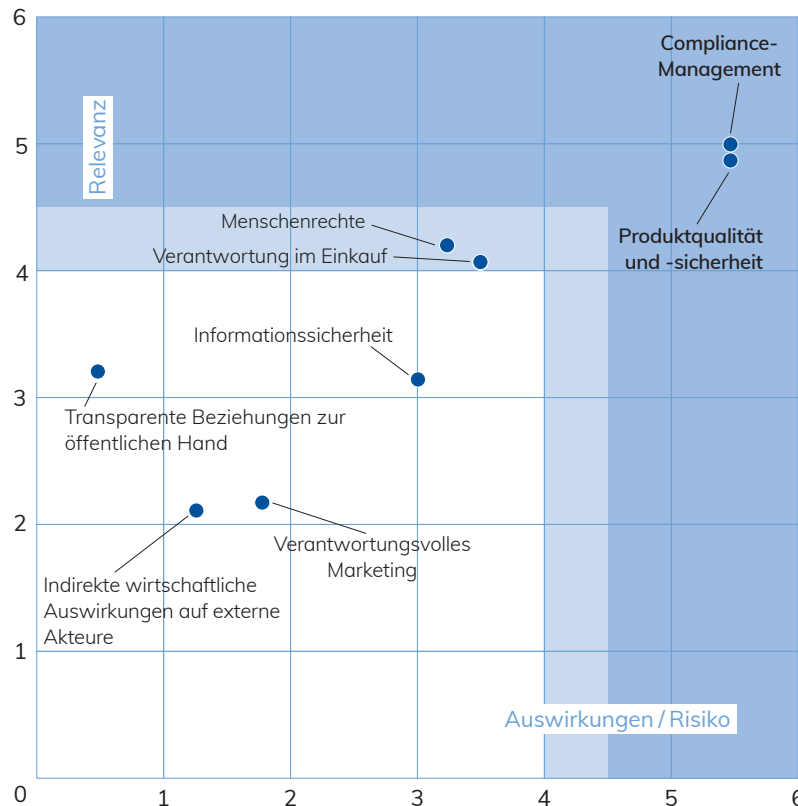 6
Compliance-
Management
Relevanz
5
Menschenrechte
Produktqualität
und -sicherheit
Verantwortung im Einkauf
4
Informationssicherheit
3
Transparente Beziehungen zur
öffentlichen Hand
2
Verantwortungsvolles
Marketing
Indirekte wirtschaftliche
Auswirkungen auf externe
Akteure
1
Auswirkungen / Risiko
0
1 2 3 4 5 6